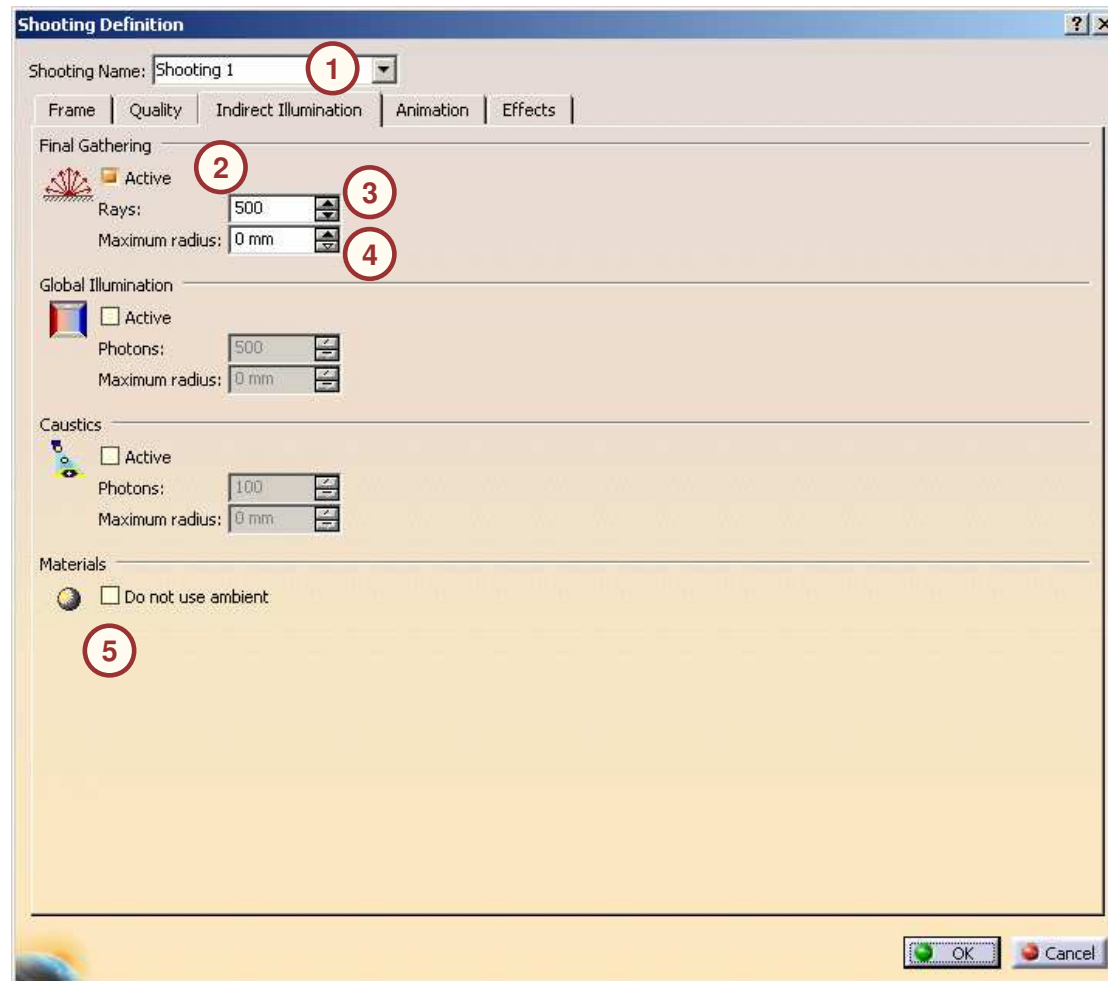 Shooting Definition
?
Shooting Name: Shooting 1
1
Frame Quality Indirect Illumination Animation Effects
Final Gathering
2
Active
3
Rays: 500
Maximum radius: 0 mm
4
Global Illumination
Active
Photons: 500
Maximum radius: 0 mm
Caustics
Active
Photons: 100
Maximum radius: 0 mm
Materials
Do not use ambient
5
OK Cancel